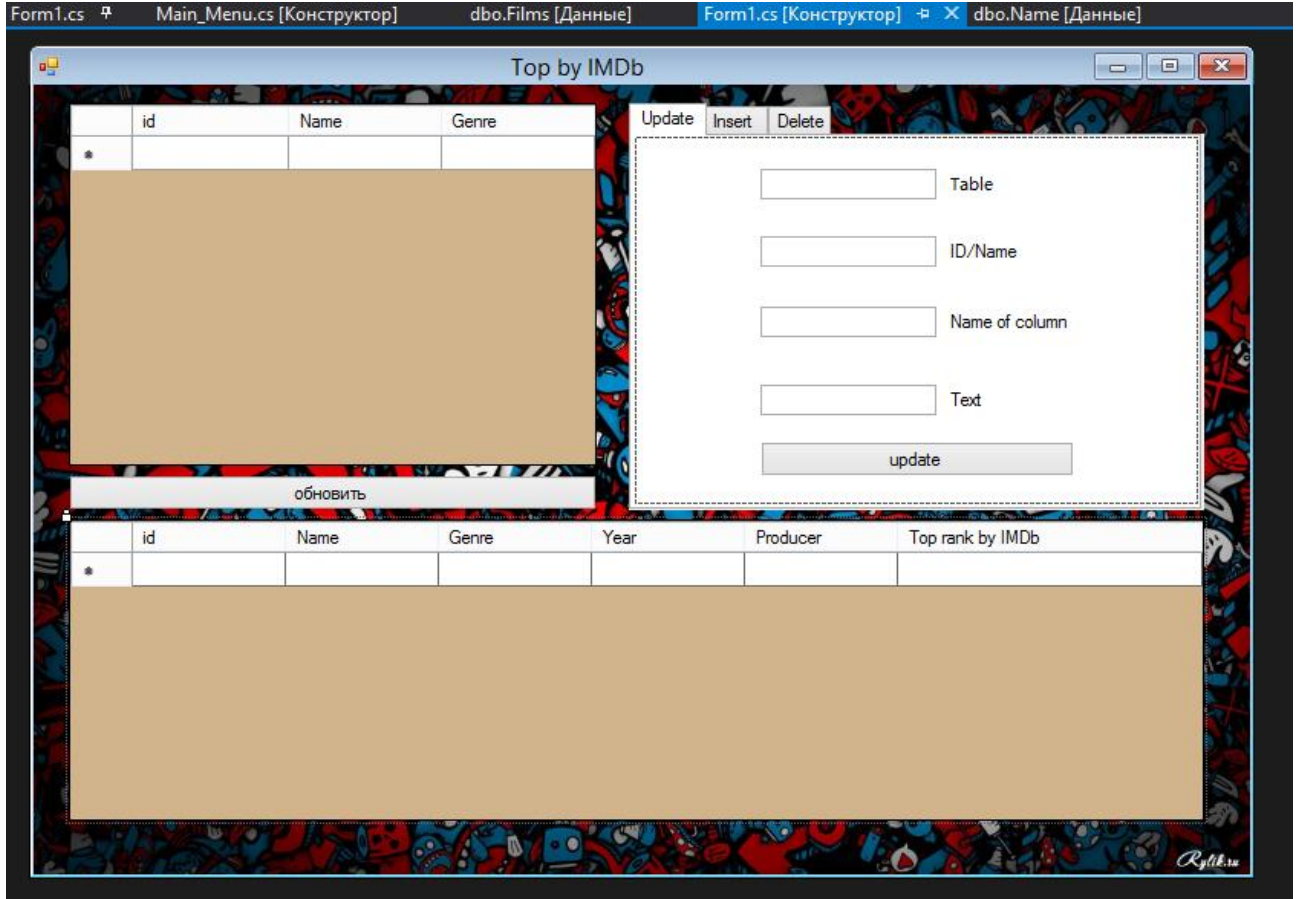 Form1.cs Main_Menu.cs [Конструктор] dbo.Films [Данные] Form1.cs [Конструктор] dbo.Name [Данные]
Top by IMDb
id Name Genre
Update Insert Delete
Table
ID/Name
Name of column
Text
update
обновить
id Name Genre Year Producer Top rank by IMDb
Rylik.ru